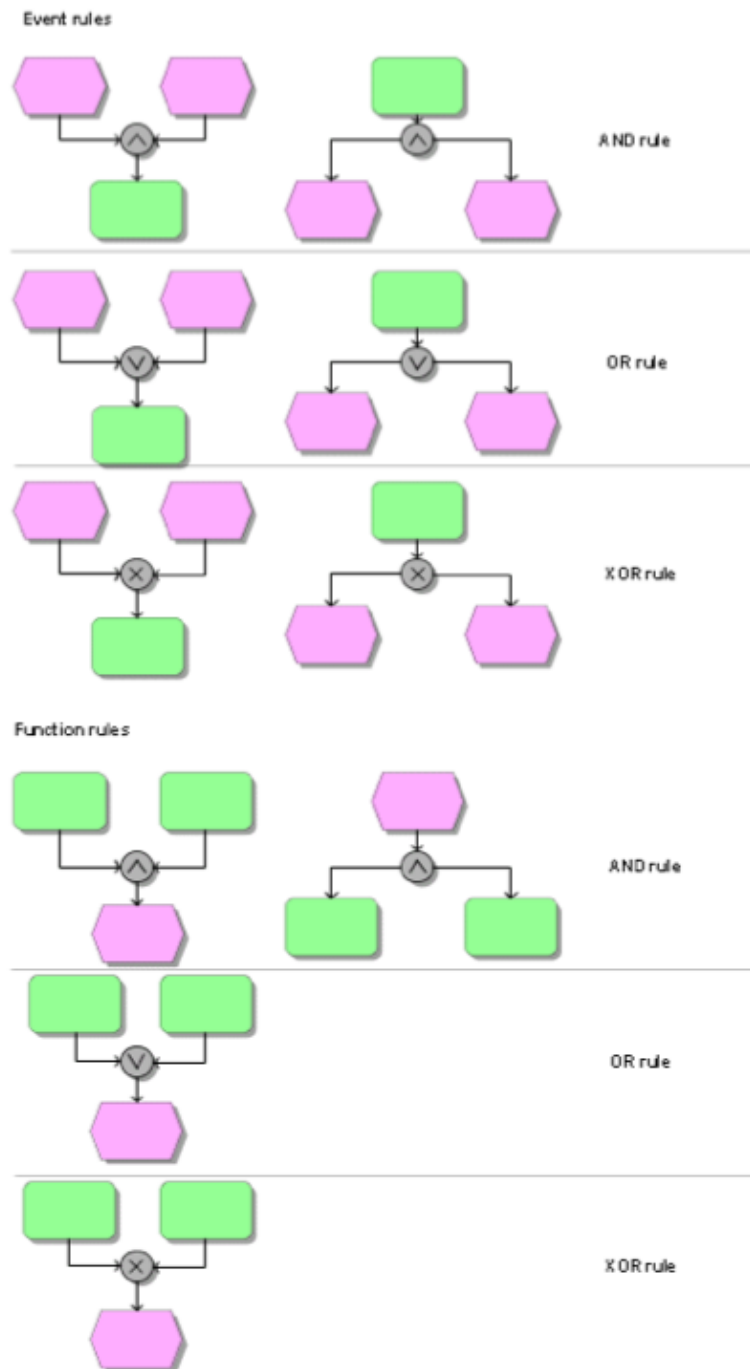 Event rules
AND rule
OR rule
XOR rule
Function rules
AND rule
OR rule
XOR rule